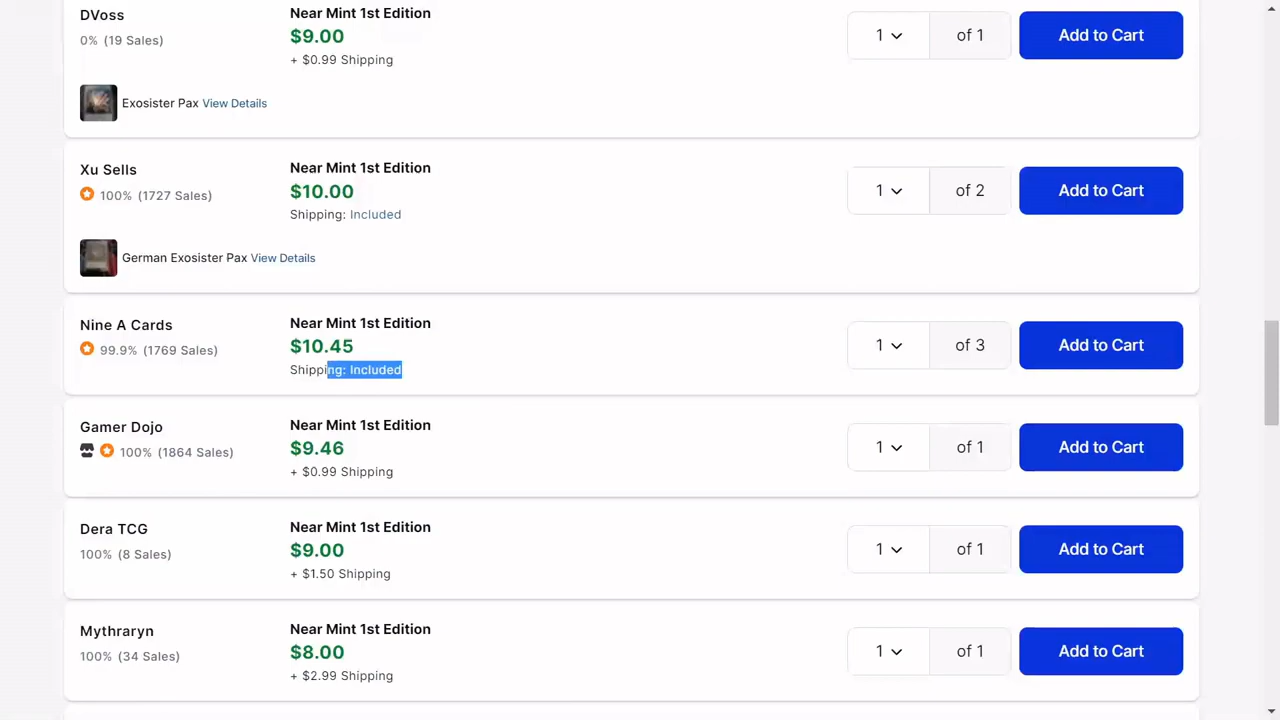 DVoss
0% (19 Sales)
Near Mint 1st Edition
$9.00
+ $0.99 Shipping
1
of 1
Add to Cart
Exosister Pax View Details
Xu Sells
100% (1727 Sales)
Near Mint 1st Edition
$10.00
Shipping: Included
1
of 2
Add to Cart
German Exosister Pax View Details
Nine A Cards
99.9% (1769 Sales)
Near Mint 1st Edition
$10.45
Shipping: Included
1
of 3
Add to Cart
Gamer Dojo
100% (1864 Sales)
Near Mint 1st Edition
$9.46
+ $0.99 Shipping
1
of 1
Add to Cart
Dera TCG
100% (8 Sales)
Near Mint 1st Edition
$9.00
+ $1.50 Shipping
1
of 1
Add to Cart
Mythraryn
100% (34 Sales)
Near Mint 1st Edition
$8.00
+ $2.99 Shipping
1
of 1
Add to Cart